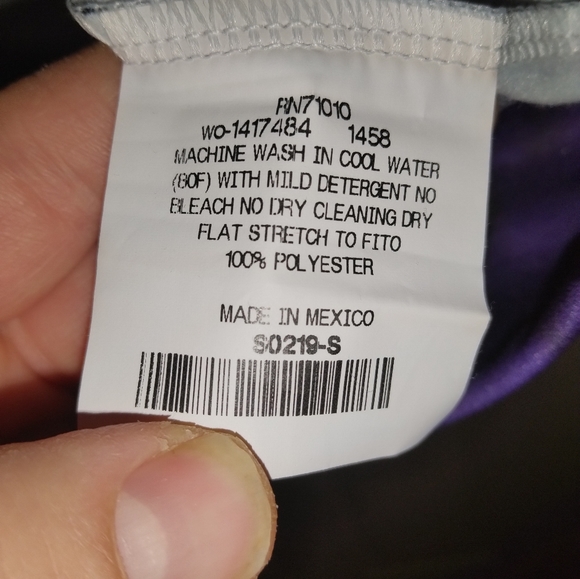 RN71010
WO-1417484 1458
MACHINE WASH IN COOL WATER
(80F) WITH MILD DETERGENT NO
BLEACH NO DRY CLEANING DRY
FLAT STRETCH TO FITO
100% POLYESTER
MADE IN MEXICO
S0219-S